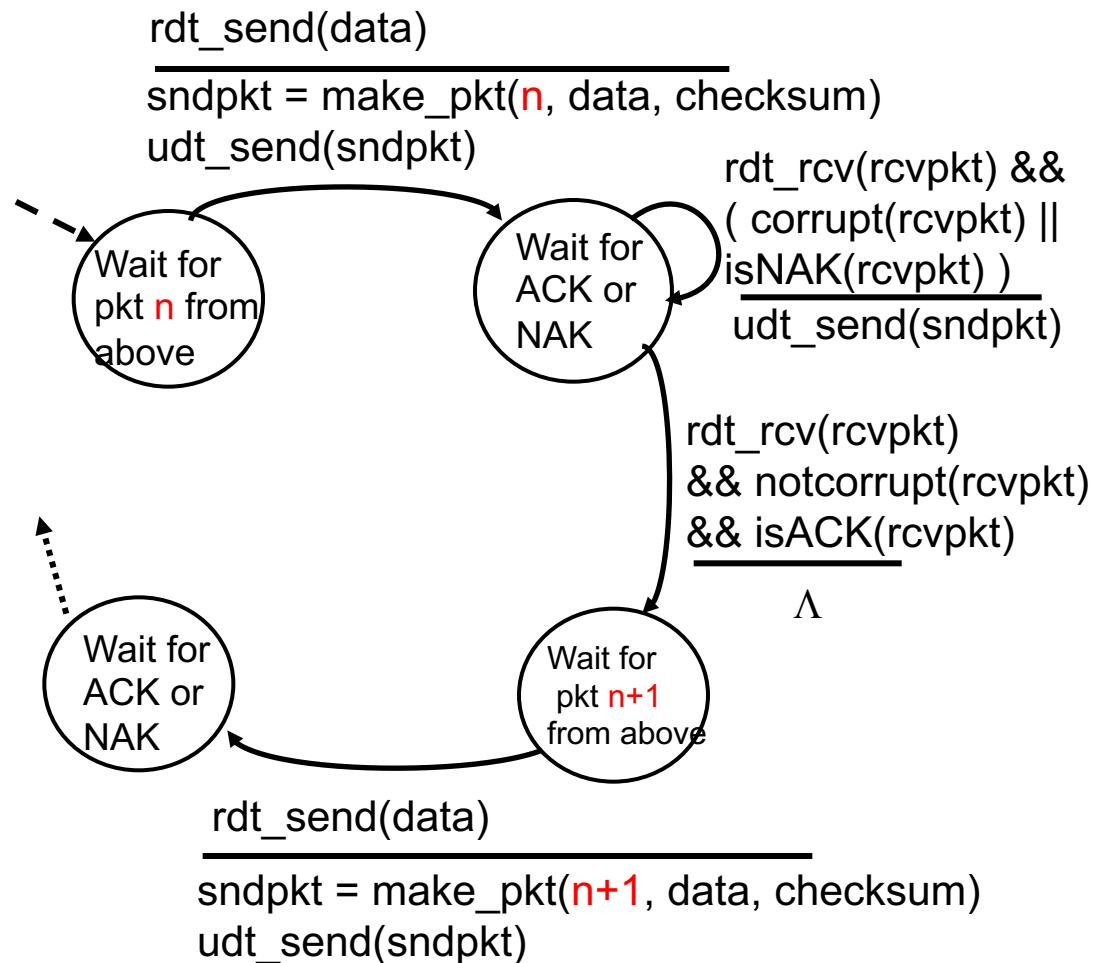 rdt_send(data)
sndpkt = make_pkt(n, data, checksum)
udt_send(sndpkt)
Wait for
pkt n from
above
Wait for
ACK or
NAK
rdt_rcv(rcvpkt) &&
( corrupt(rcvpkt) ||
isNAK(rcvpkt) )
udt_send(sndpkt)
rdt_rcv(rcvpkt)
&& notcorrupt(rcvpkt)
&& isACK(rcvpkt)
Λ
Wait for
ACK or
NAK
Wait for
pkt n+1
from above
rdt_send(data)
sndpkt = make_pkt(n+1, data, checksum)
udt_send(sndpkt)